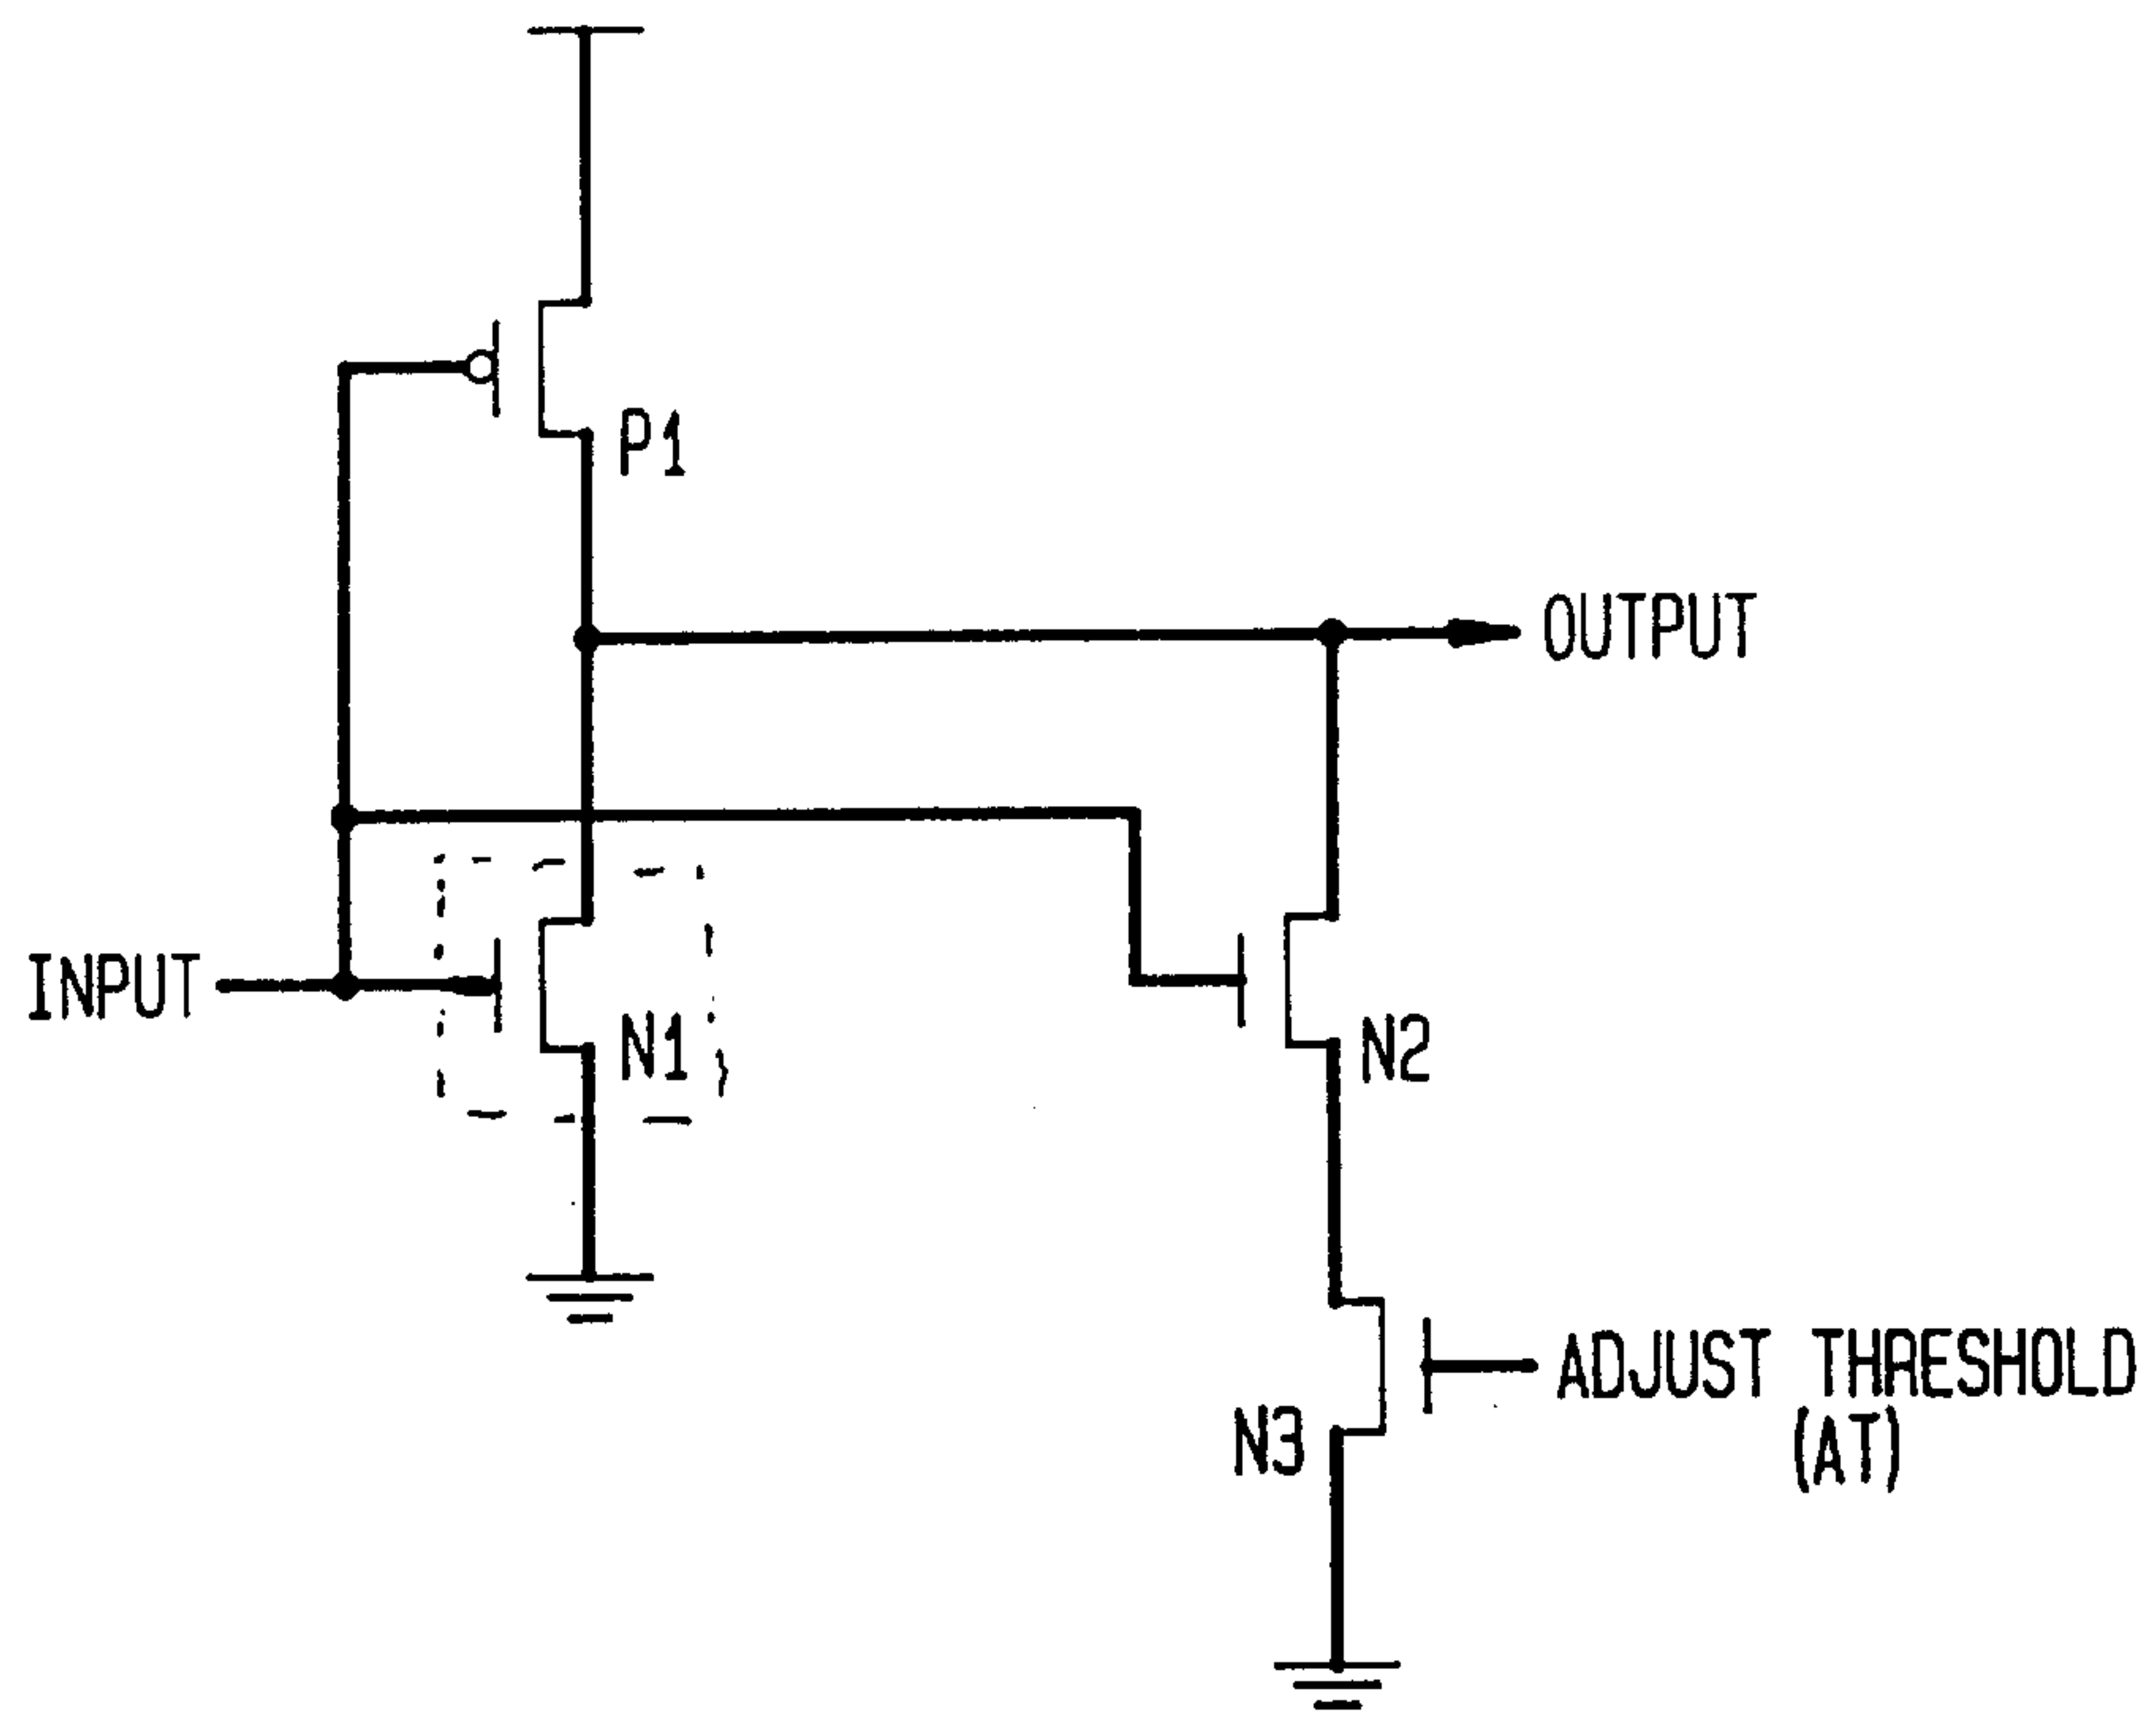 P1
OUTPUT
INPUT
N1
N2
ADJUST THRESHOLD
(AT)
N3